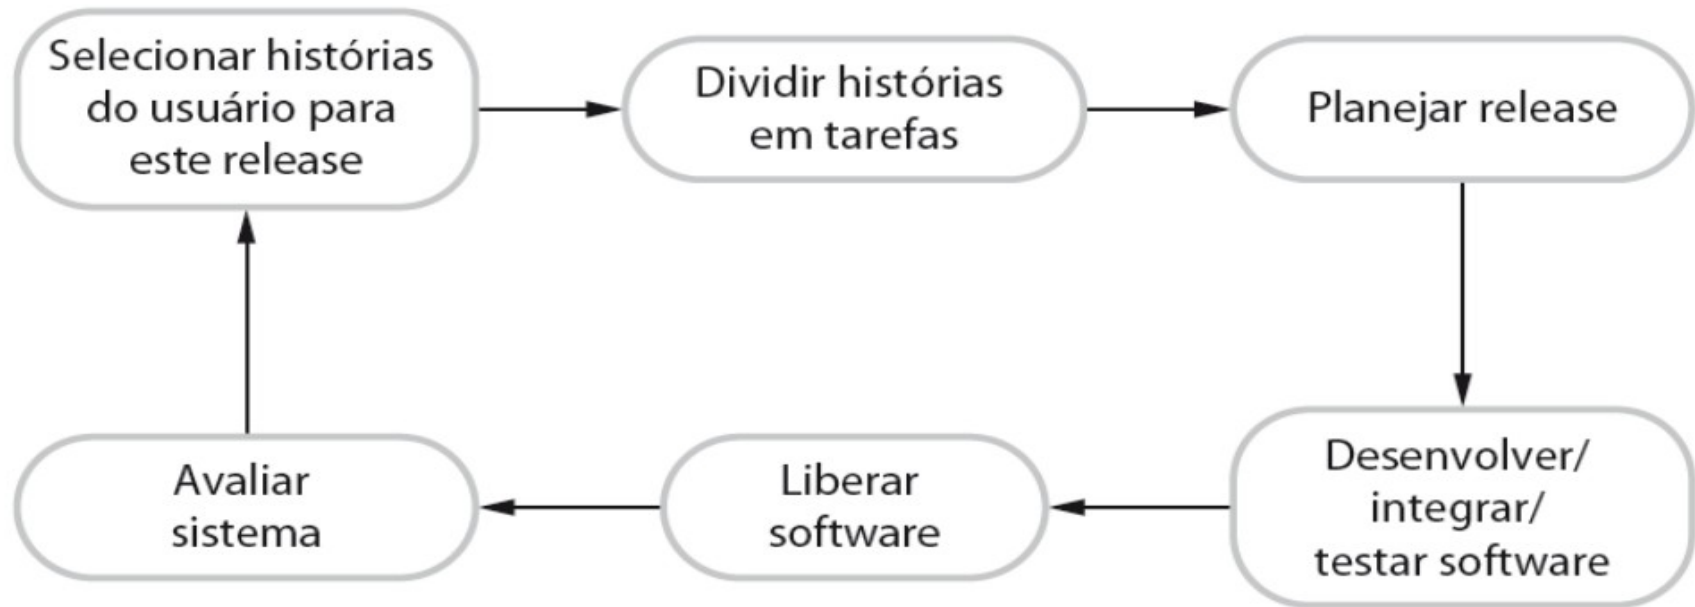 Selecionar histórias
do usuário para
este release
Dividir histórias
em tarefas
Planejar release
Desenvolver/
integrar/
testar software
Liberar
software
Avaliar
sistema